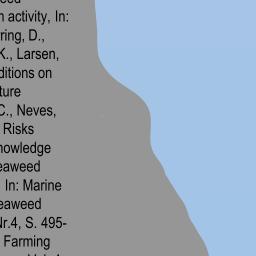 n activity, In:
ring, D.,
K., Larsen,
ditions on
ture
C., Neves,
Risks
nowledge
eaweed
In: Marine
eaweed
Nr.4, S. 495-
Farming